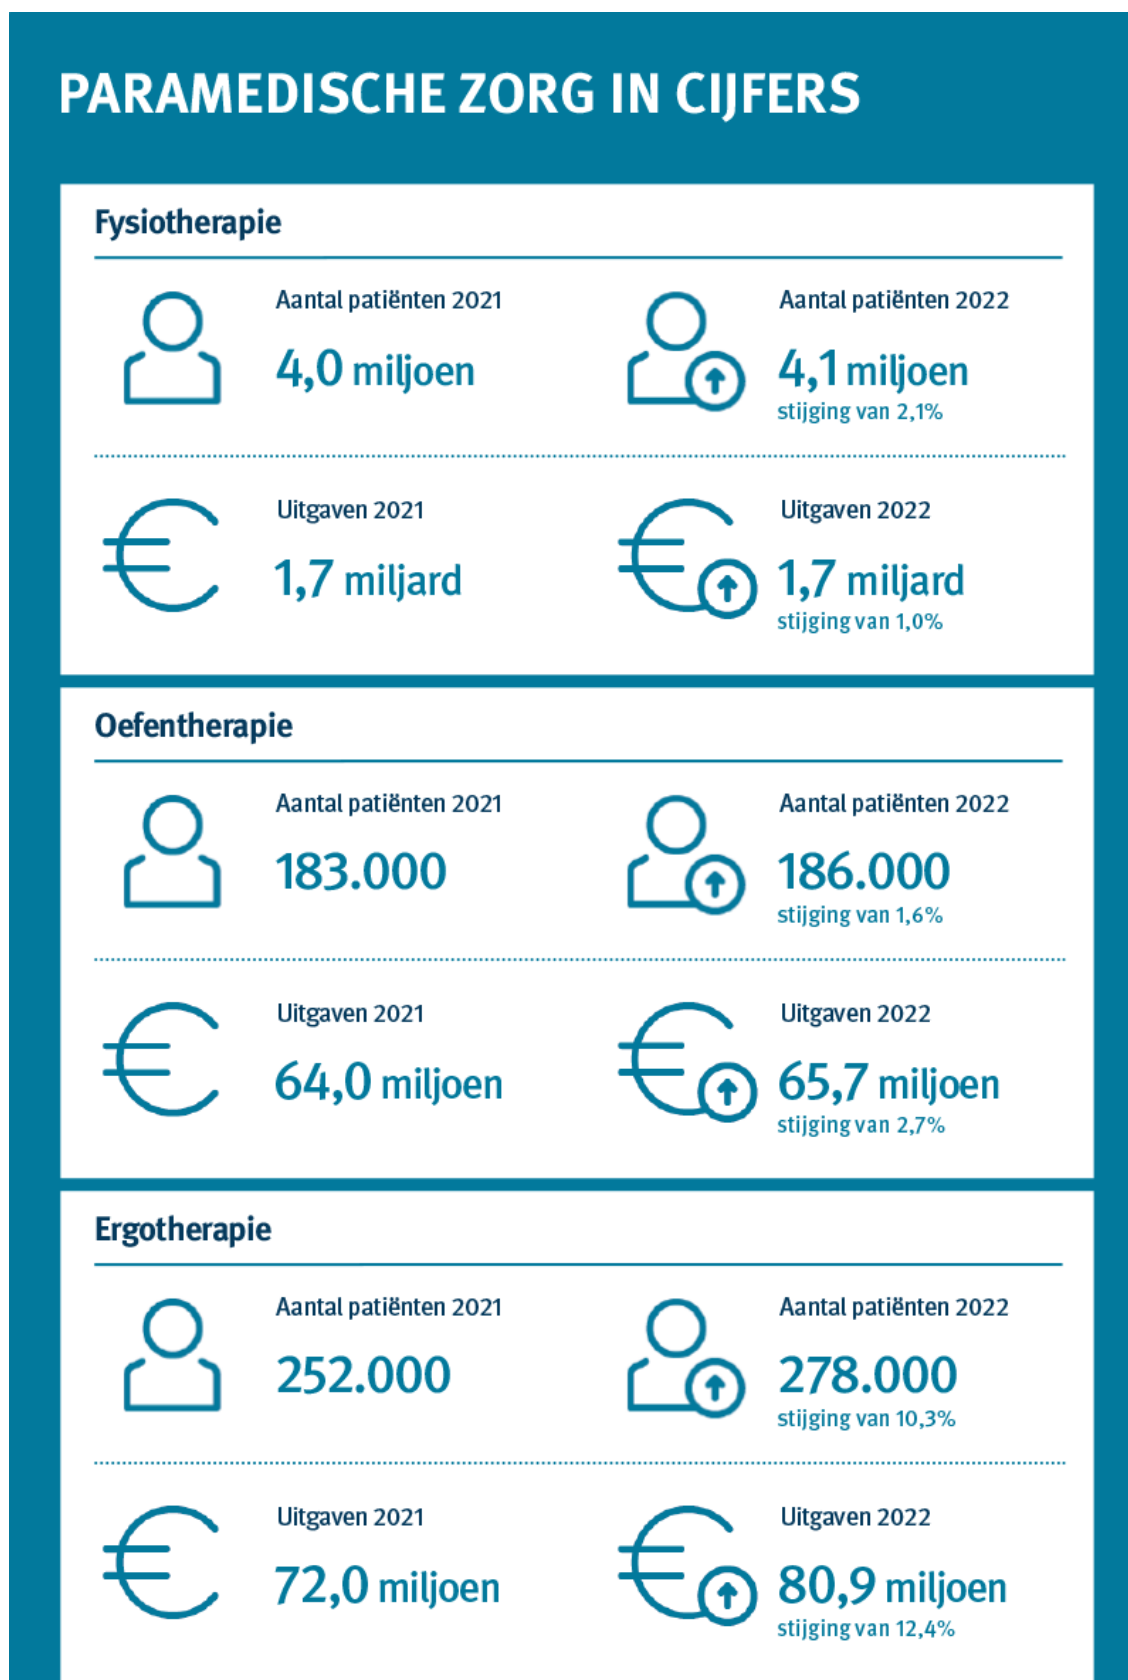 PARAMEDISCHE ZORG IN CIJFERS
Fysiotherapie
Aantal patiënten 2021
4,0 miljoen
Aantal patiënten 2022
4,1 miljoen
stijging van 2,1%
Uitgaven 2021
1,7 miljard
Uitgaven 2022
1,7 miljard
stijging van 1,0%
Oefentherapie
Aantal patiënten 2021
183.000
Aantal patiënten 2022
186.000
stijging van 1,6%
Uitgaven 2021
64,0 miljoen
Uitgaven 2022
65,7 miljoen
stijging van 2,7%
Ergotherapie
Aantal patiënten 2021
252.000
Aantal patiënten 2022
278.000
stijging van 10,3%
Uitgaven 2021
72,0 miljoen
Uitgaven 2022
80,9 miljoen
stijging van 12,4%